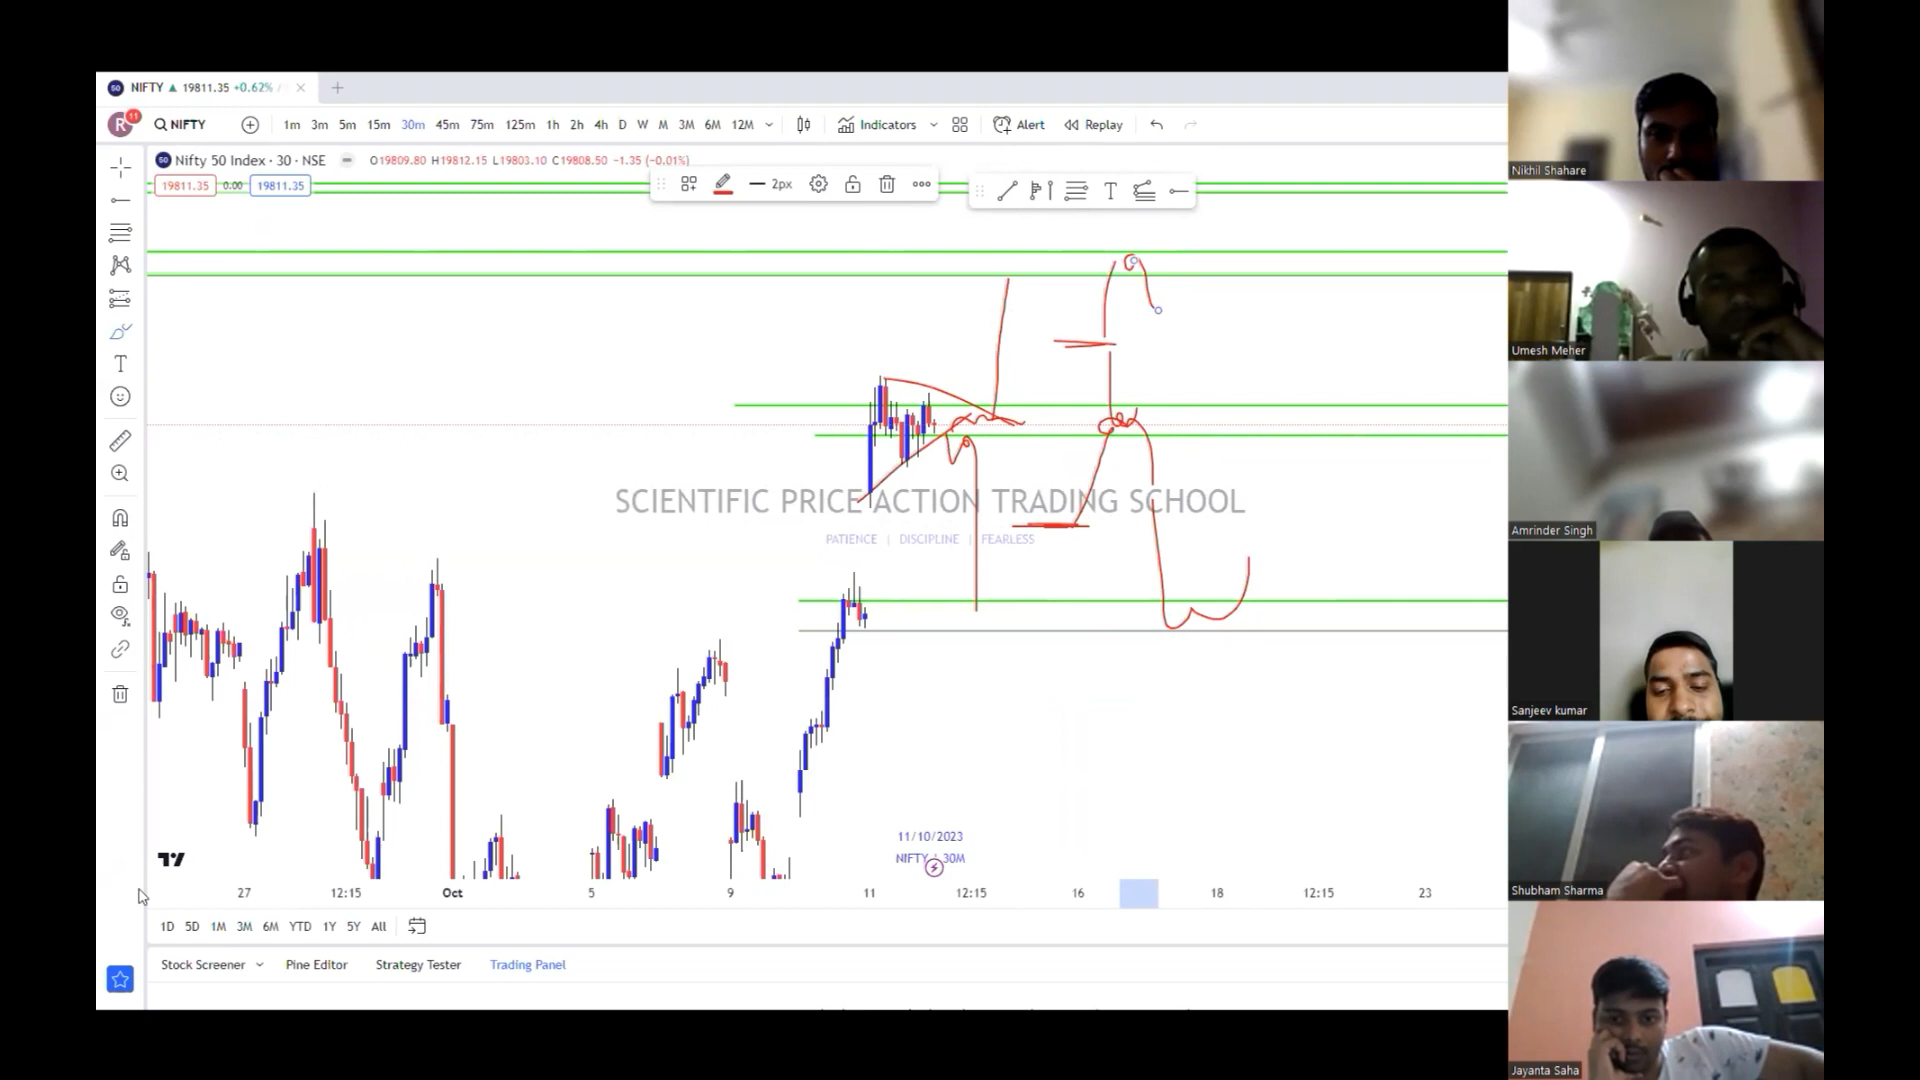 NIFTY ▲ 19811.35 +0.62% /
R 11 NIFTY 1m 3m 5m 15m 30m 45m 75m 125m 1h 2h 4h D W M 3M 6M 12M Indicators Alert Replay
50 Nifty 50 Index · 30 · NSE O19809.80 H19812.15 L19803.10 C19808.50 −1.35 (−0.01%)
19811.35 0.00 19811.35
2px
T
SCIENTIFIC PRICE ACTION TRADING SCHOOL
PATIENCE | DISCIPLINE | FEARLESS
11/10/2023
NIFTY | 30M
27 12:15 Oct 5 9 11 12:15 16 18 12:15 23
1D 5D 1M 3M 6M YTD 1Y 5Y All
Stock Screener Pine Editor Strategy Tester Trading Panel
Nikhil Shahare
Umesh Meher
Amrinder Singh
Sanjeev kumar
Shubham Sharma
Jayanta Saha